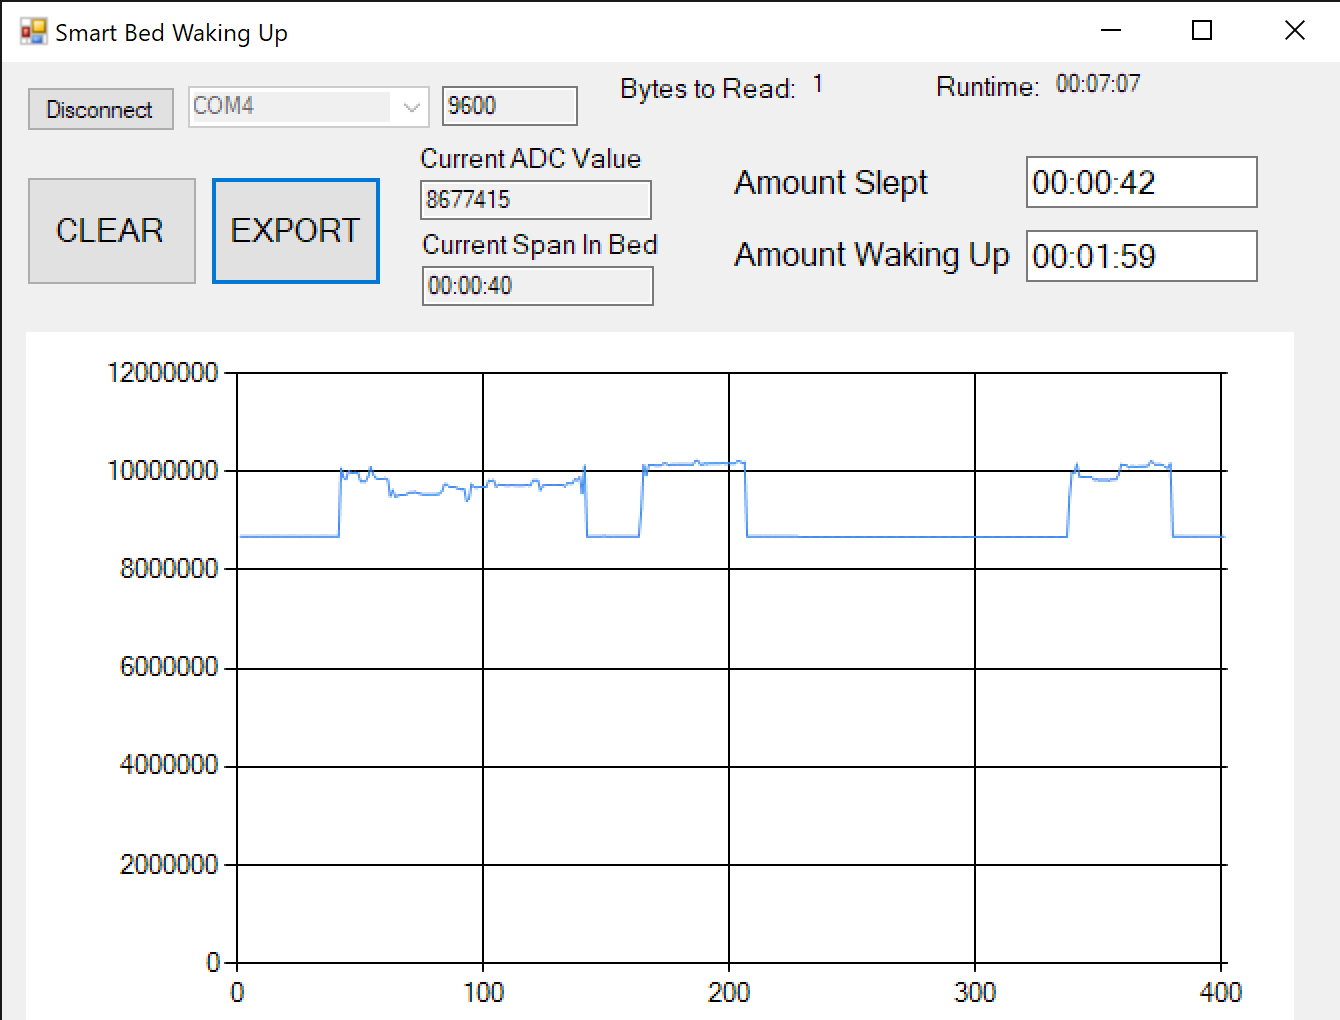 Smart Bed Waking Up
Disconnect COM4 9600 Bytes to Read: 1 Runtime: 00:07:07
Current ADC Value
8677415
CLEAR EXPORT
Current Span In Bed
00:00:40
Amount Slept 00:00:42
Amount Waking Up 00:01:59
12000000
10000000
8000000
6000000
4000000
2000000
0
0 100 200 300 400